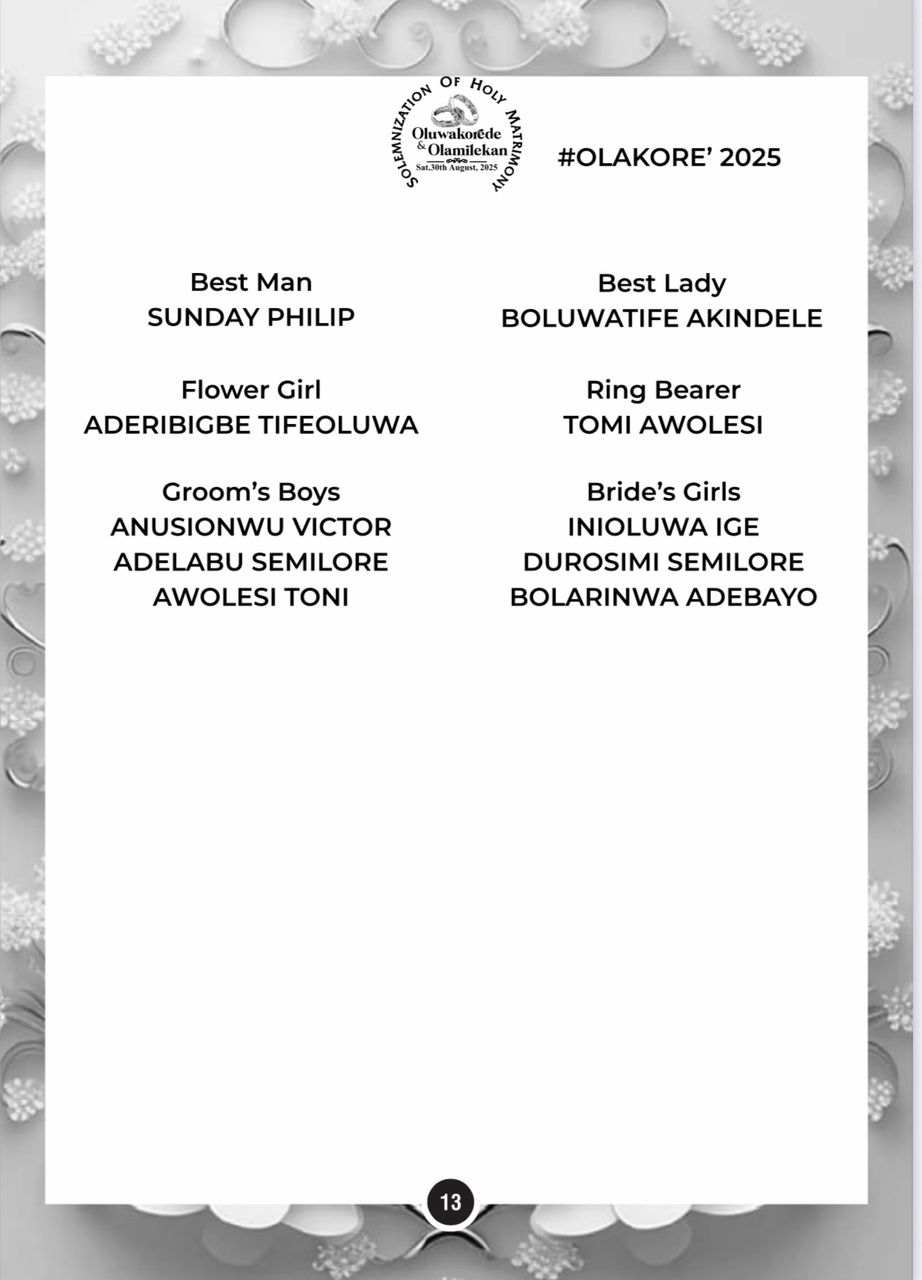 SOLEMNIZATION OF HOLY MATRIMONY
Oluwakorede
& Olamilekan
Sat.30th August, 2025
#OLAKORE’ 2025
Best Man
SUNDAY PHILIP
Best Lady
BOLUWATIFE AKINDELE
Flower Girl
ADERIBIGBE TIFEOLUWA
Ring Bearer
TOMI AWOLESI
Groom’s Boys
ANUSIONWU VICTOR
ADELABU SEMILORE
AWOLESI TONI
Bride’s Girls
INIOLUWA IGE
DUROSIMI SEMILORE
BOLARINWA ADEBAYO
13